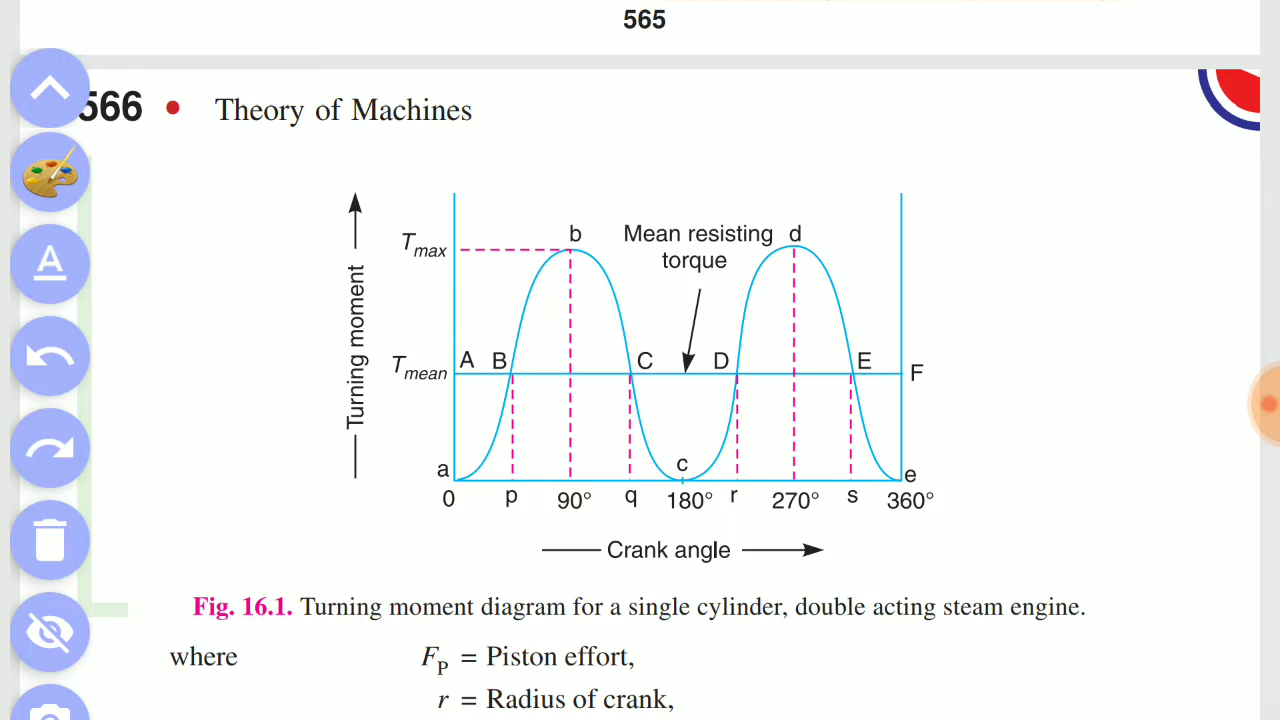 565
566 • Theory of Machines
Turning moment
Tmax
b
Mean resisting
torque
d
Tmean
A B C D E F
a c e
0 p 90° q 180° r 270° s 360°
Crank angle
Fig. 16.1. Turning moment diagram for a single cylinder, double acting steam engine.
where FP = Piston effort,
r = Radius of crank,
A